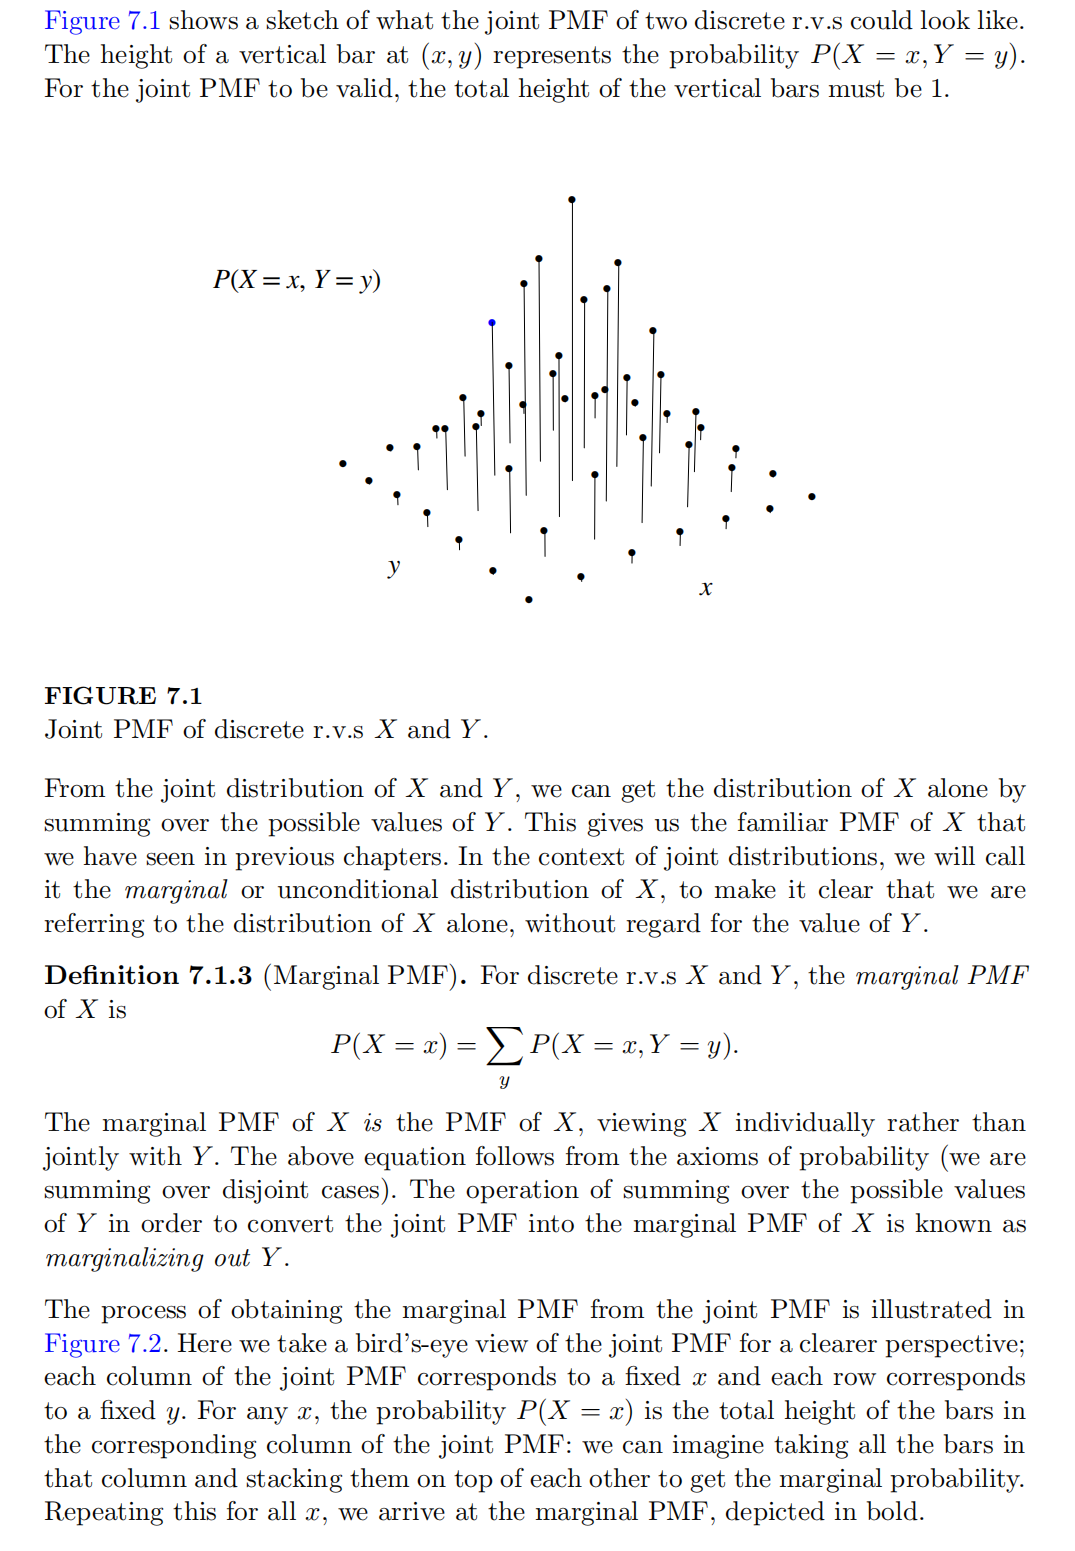 Figure 7.1 shows a sketch of what the joint PMF of two discrete r.v.s could look like.
The height of a vertical bar at (x, y) represents the probability P(X = x, Y = y).
For the joint PMF to be valid, the total height of the vertical bars must be 1.
P(X = x, Y = y)
y
x
FIGURE 7.1
Joint PMF of discrete r.v.s X and Y.
From the joint distribution of X and Y, we can get the distribution of X alone by
summing over the possible values of Y. This gives us the familiar PMF of X that
we have seen in previous chapters. In the context of joint distributions, we will call
it the marginal or unconditional distribution of X, to make it clear that we are
referring to the distribution of X alone, without regard for the value of Y.
Definition 7.1.3 (Marginal PMF). For discrete r.v.s X and Y, the marginal PMF
of X is
P(X = x) = ∑ P(X = x, Y = y).
y
The marginal PMF of X is the PMF of X, viewing X individually rather than
jointly with Y. The above equation follows from the axioms of probability (we are
summing over disjoint cases). The operation of summing over the possible values
of Y in order to convert the joint PMF into the marginal PMF of X is known as
marginalizing out Y.
The process of obtaining the marginal PMF from the joint PMF is illustrated in
Figure 7.2. Here we take a bird's-eye view of the joint PMF for a clearer perspective;
each column of the joint PMF corresponds to a fixed x and each row corresponds
to a fixed y. For any x, the probability P(X = x) is the total height of the bars in
the corresponding column of the joint PMF: we can imagine taking all the bars in
that column and stacking them on top of each other to get the marginal probability.
Repeating this for all x, we arrive at the marginal PMF, depicted in bold.